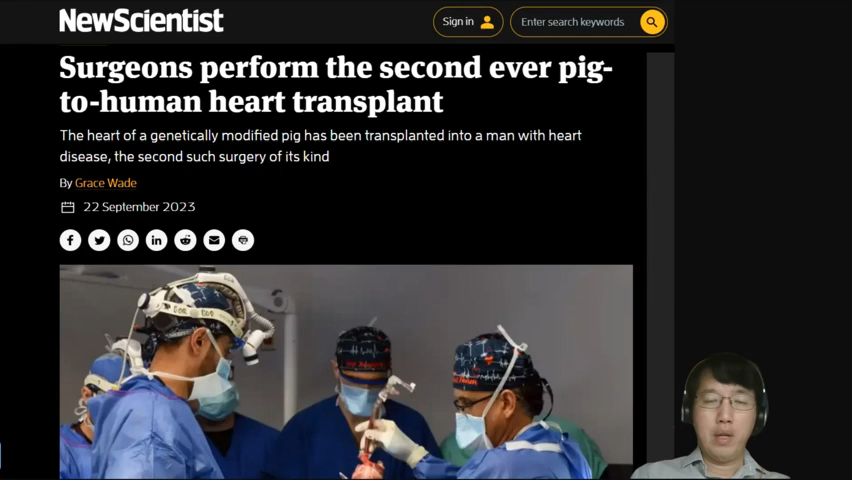 NewScientist
Sign in
Enter search keywords
Surgeons perform the second ever pig-
to-human heart transplant
The heart of a genetically modified pig has been transplanted into a man with heart
disease, the second such surgery of its kind
By Grace Wade
22 September 2023